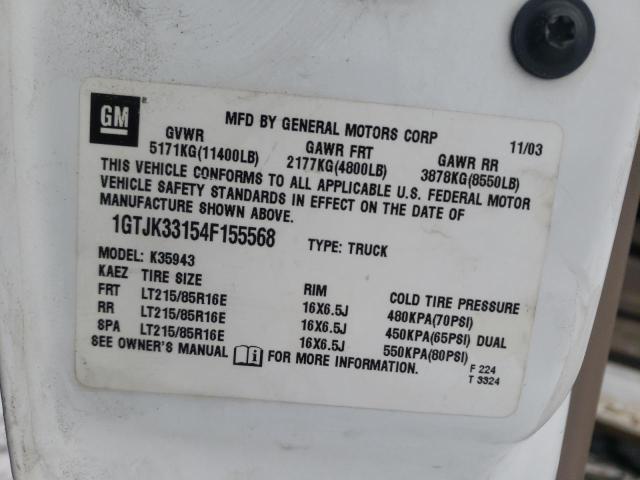 GM
MFD BY GENERAL MOTORS CORP 11/03
GVWR GAWR FRT GAWR RR
5171KG(11400LB) 2177KG(4800LB) 3878KG(8550LB)
THIS VEHICLE CONFORMS TO ALL APPLICABLE U.S. FEDERAL MOTOR
VEHICLE SAFETY STANDARDS IN EFFECT ON THE DATE OF
MANUFACTURE SHOWN ABOVE.
1GTJK33154F155568 TYPE: TRUCK
MODEL: K35943
KAEZ TIRE SIZE RIM COLD TIRE PRESSURE
FRT LT215/85R16E 16X6.5J 480KPA(70PSI)
RR LT215/85R16E 16X6.5J 450KPA(65PSI) DUAL
SPA LT215/85R16E 16X6.5J 550KPA(80PSI)
SEE OWNER'S MANUAL i FOR MORE INFORMATION.
F 224
T 3324